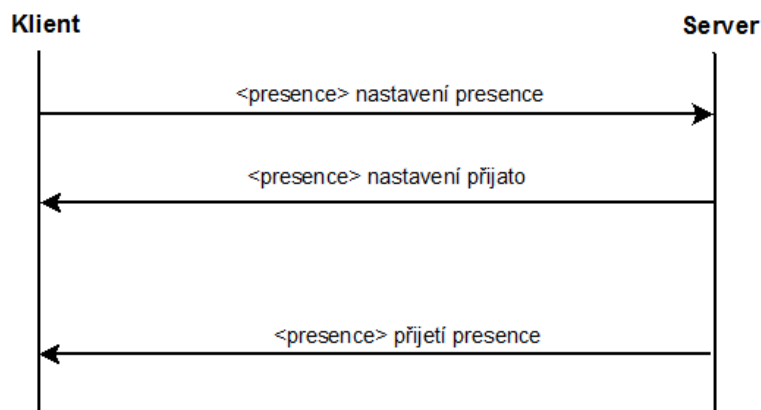 Klient
Server
<presence> nastavení presence
<presence> nastavení přijato
<presence> přijetí presence